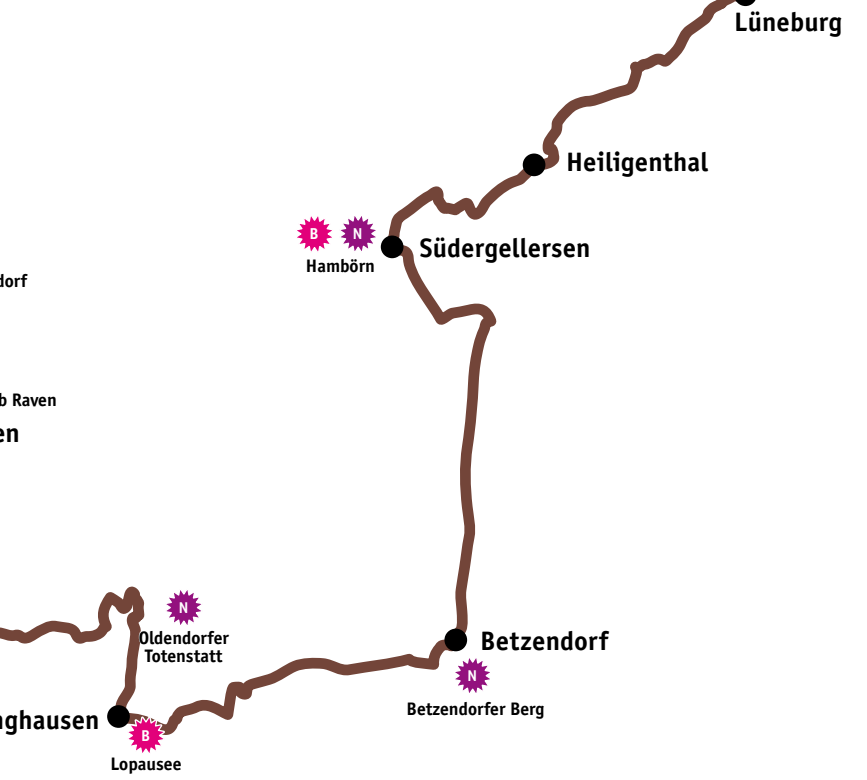 Lüneburg
Heiligenthal
B N
Südergellersen
Hambörn
dorf
b Raven
en
N
Oldendorfer
Totenstatt
Betzendorf
N
Betzendorfer Berg
ghausen
B
Lopausee